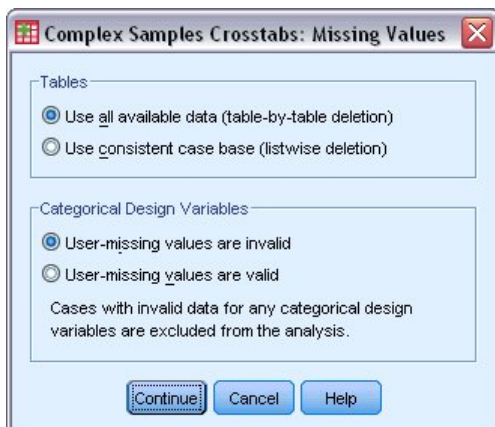 Complex Samples Crosstabs: Missing Values
Tables
Use all available data (table-by-table deletion)
Use consistent case base (listwise deletion)
Categorical Design Variables
User-missing values are invalid
User-missing values are valid
Cases with invalid data for any categorical design
variables are excluded from the analysis.
Continue Cancel Help